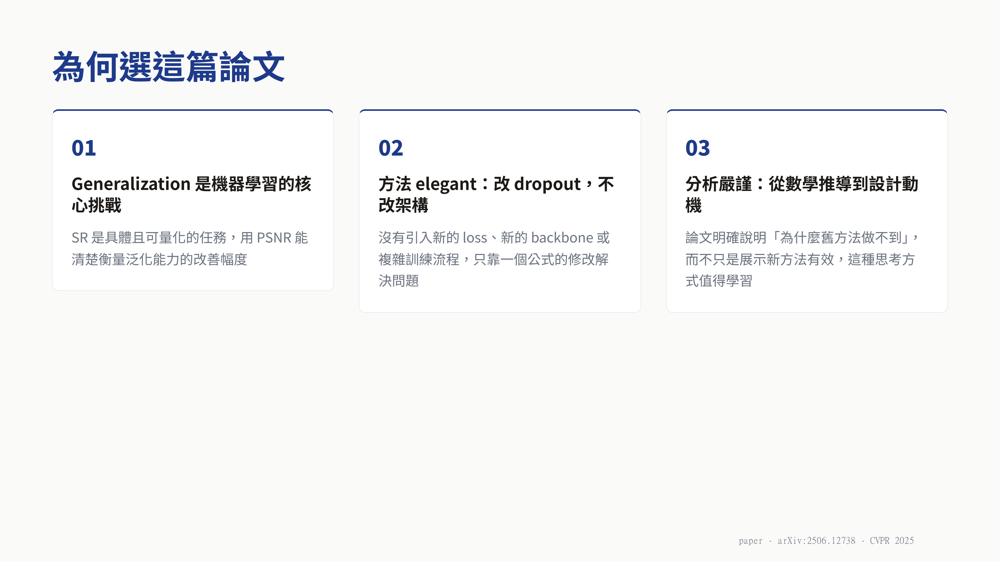 為何選這篇論文
01
Generalization 是機器學習的核
心挑戰
SR 是具體且可量化的任務，用 PSNR 能
清楚衡量泛化能力的改善幅度
02
方法 elegant：改 dropout，不
改架構
沒有引入新的 loss、新的 backbone 或
複雜訓練流程，只靠一個公式的修改解
決問題
03
分析嚴謹：從數學推導到設計動
機
論文明確說明「為什麼舊方法做不到」，
而不只是展示新方法有效，這種思考方
式值得學習
paper · arXiv:2506.12738 · CVPR 2025